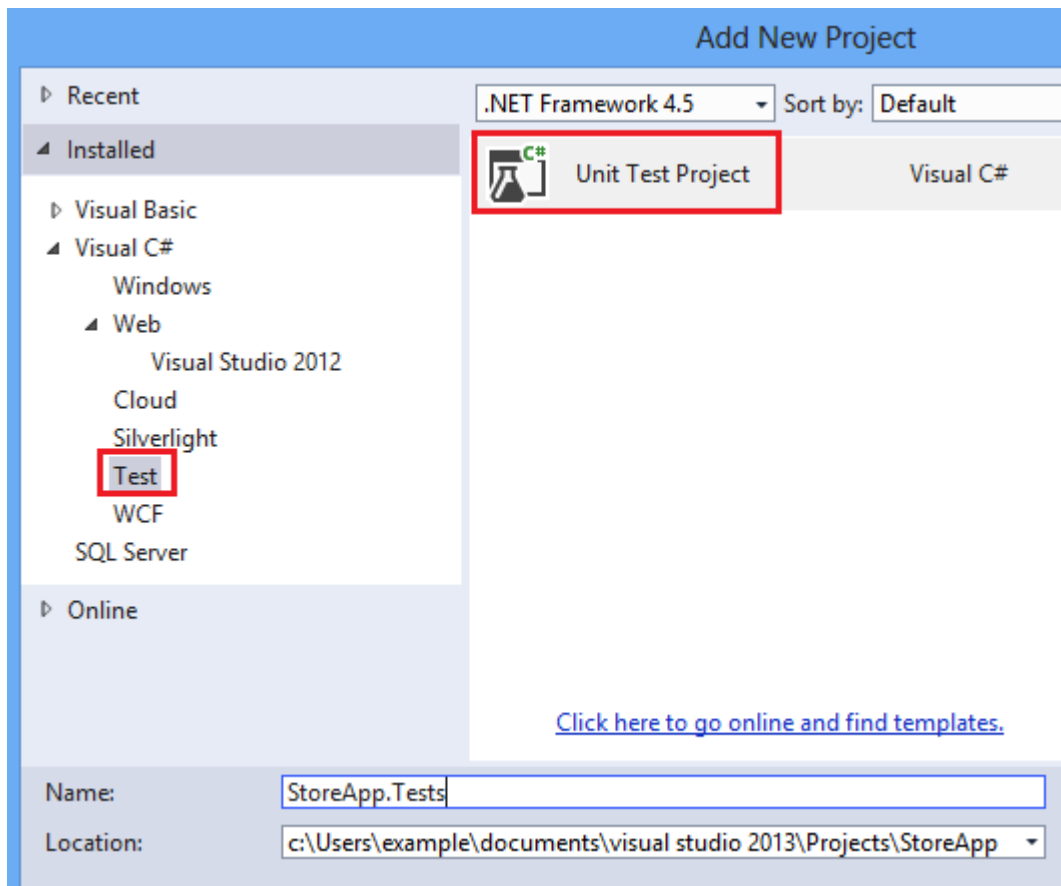 Add New Project
Recent
Installed
Visual Basic
Visual C#
Windows
Web
Visual Studio 2012
Cloud
Silverlight
Test
WCF
SQL Server
Online
.NET Framework 4.5 Sort by: Default
C#
Unit Test Project Visual C#
Click here to go online and find templates.
Name: StoreApp.Tests
Location: c:\Users\example\documents\visual studio 2013\Projects\StoreApp